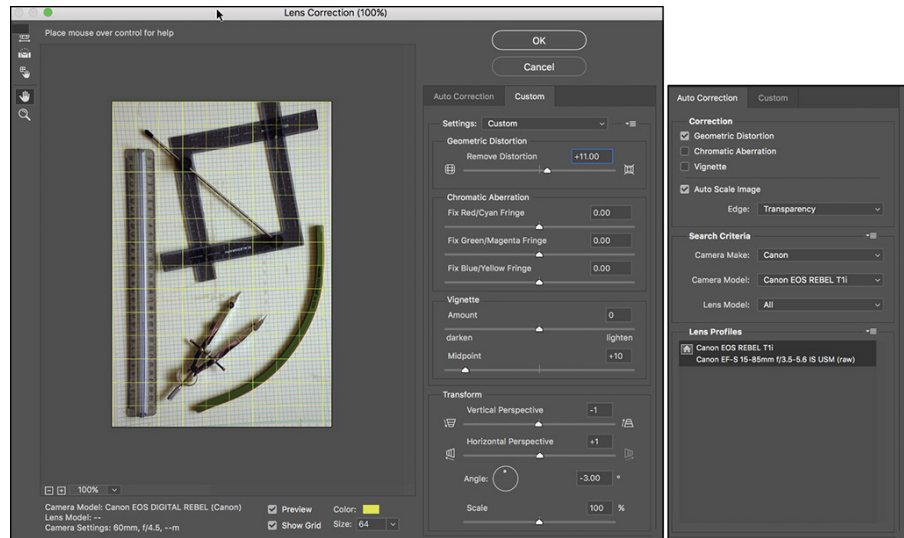 Lens Correction (100%)
Place mouse over control for help
OK
Cancel
Auto Correction Custom
Settings: Custom
Geometric Distortion
Remove Distortion +11.00
Chromatic Aberration
Fix Red/Cyan Fringe 0.00
Fix Green/Magenta Fringe 0.00
Fix Blue/Yellow Fringe 0.00
Vignette
Amount 0
darken lighten
Midpoint +10
Transform
Vertical Perspective -1
Horizontal Perspective +1
Angle: -3.00 °
Scale 100 %
100%
Camera Model: Canon EOS DIGITAL REBEL (Canon)
Lens Model: --
Camera Settings: 60mm, f/4.5, --m
Preview Color:
Show Grid Size: 64
Auto Correction Custom
Correction
Geometric Distortion
Chromatic Aberration
Vignette
Auto Scale Image
Edge: Transparency
Search Criteria
Camera Make: Canon
Camera Model: Canon EOS REBEL T1i
Lens Model: All
Lens Profiles
Canon EOS REBEL T1i
Canon EF-S 15-85mm f/3.5-5.6 IS USM (raw)